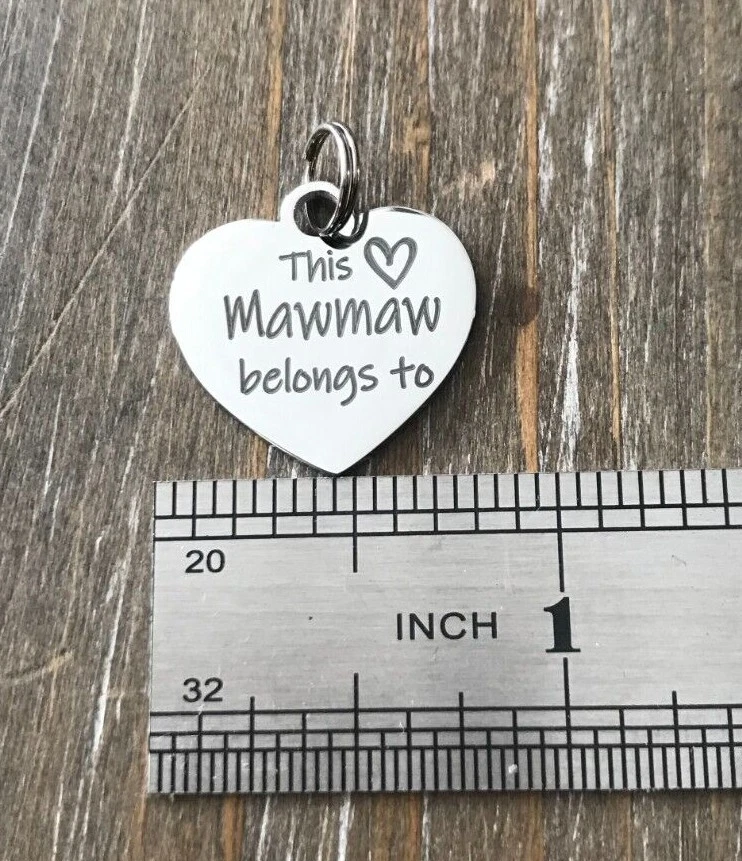 This ♡
Mawmaw
belongs to
20
INCH 1
32